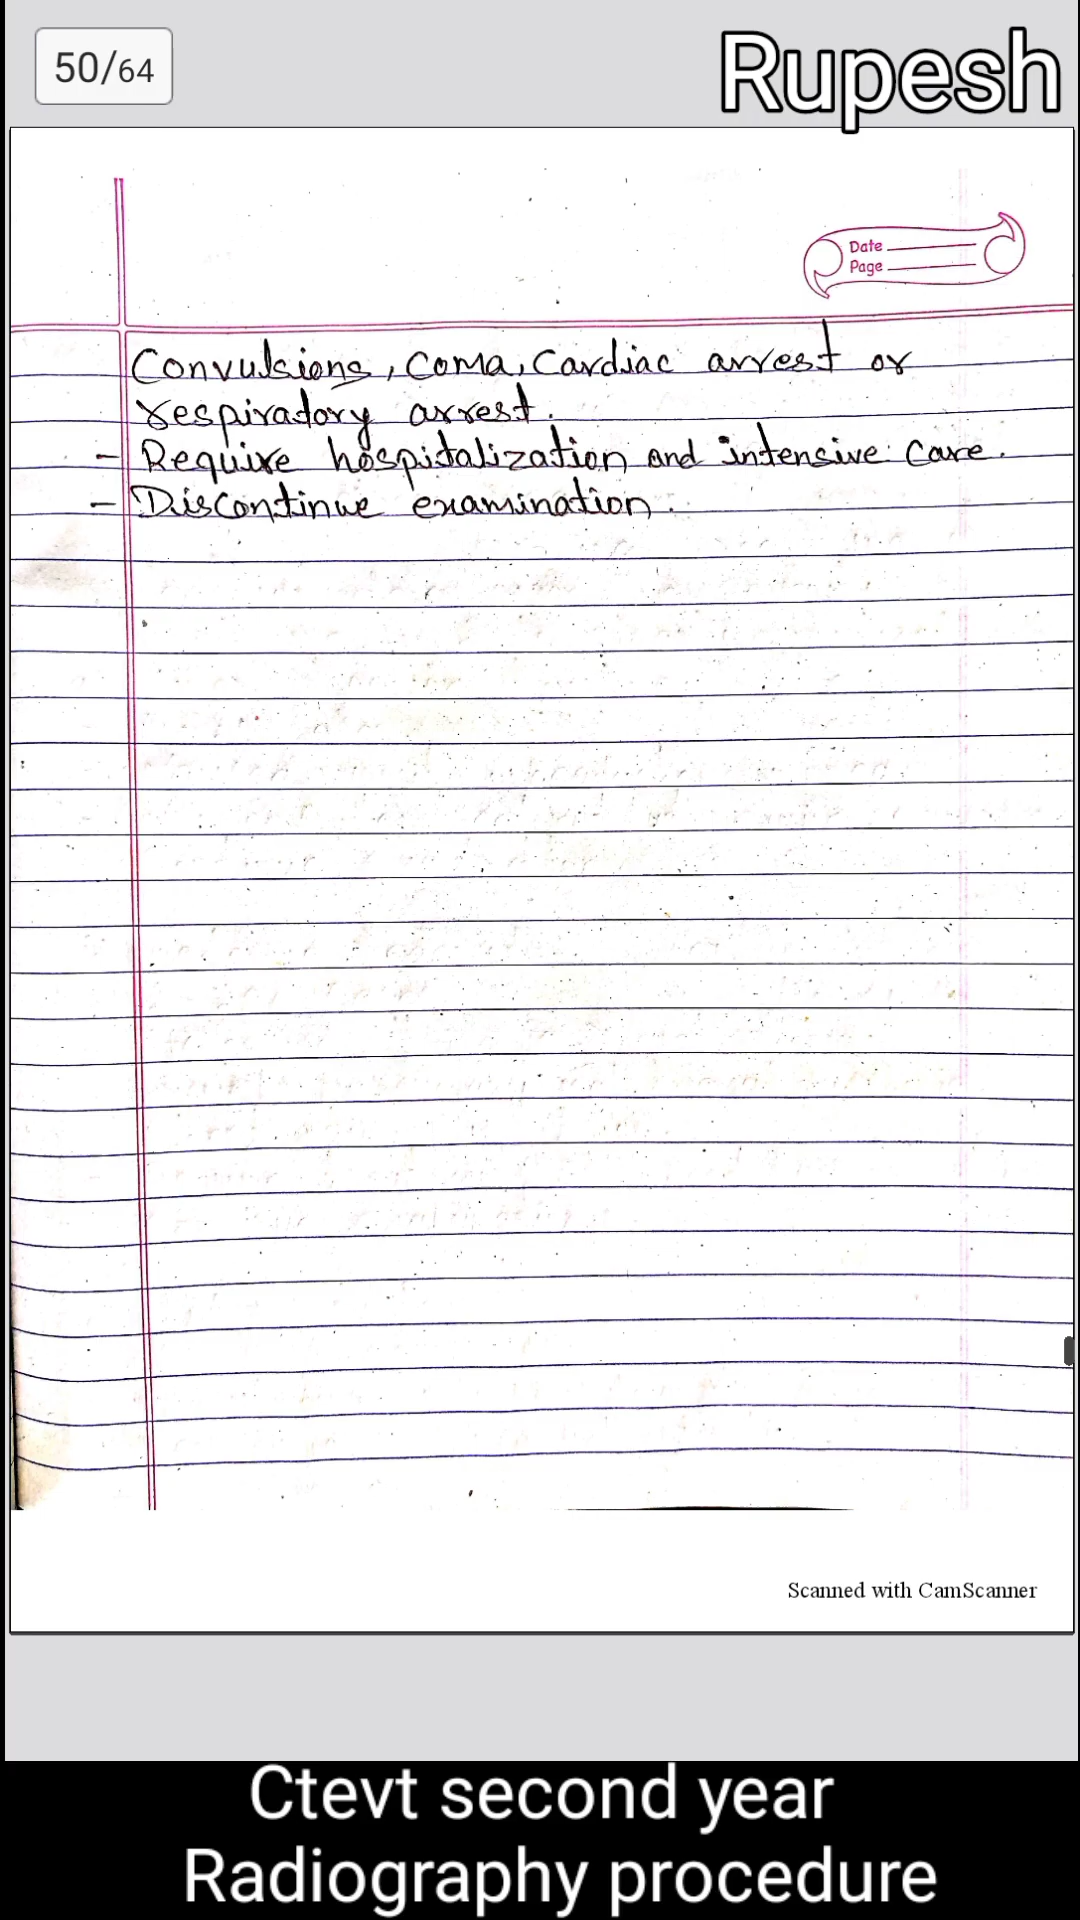 50/64
Rupesh
Date
Page
Convulsions, Coma, Cardiac arrest or
respiratory arrest.
- Require hospitalization and intensive care.
- Discontinue examination.
Scanned with CamScanner
Ctevt second year
Radiography procedure